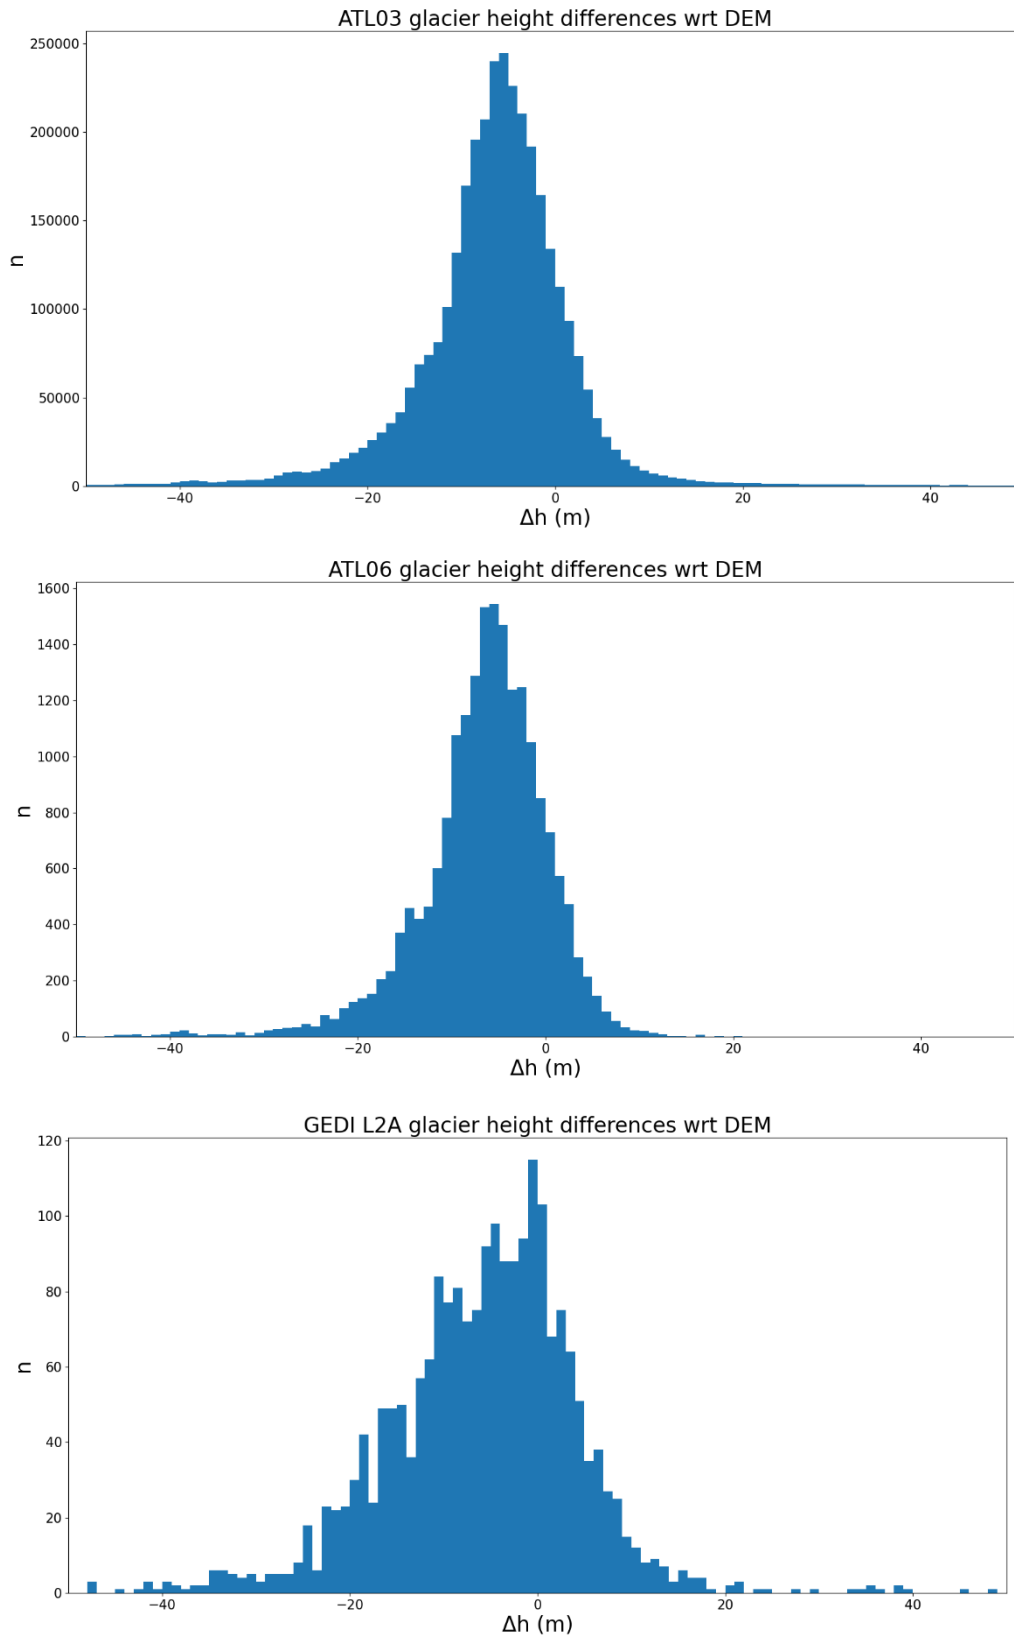 ATL03 glacier height differences wrt DEM
250000
200000
150000
100000
50000
0
n
−40 −20 0 20 40
Δh (m)
ATL06 glacier height differences wrt DEM
1600
1400
1200
1000
800
600
400
200
0
n
−40 −20 0 20 40
Δh (m)
GEDI L2A glacier height differences wrt DEM
120
100
80
60
40
20
0
n
−40 −20 0 20 40
Δh (m)